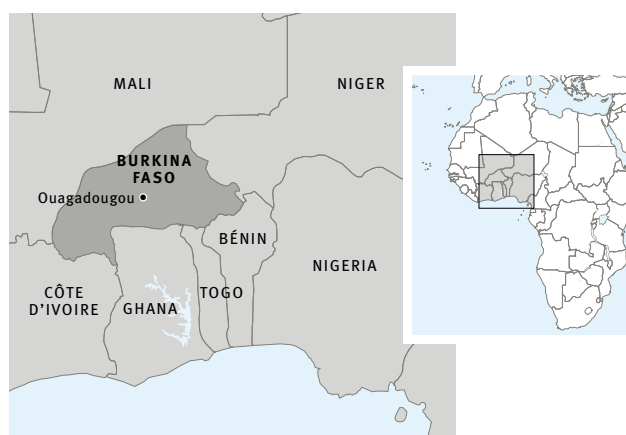 MALI
NIGER
BURKINA
FASO
Ouagadougou
BÉNIN
NIGERIA
CÔTE
D'IVOIRE
GHANA
TOGO